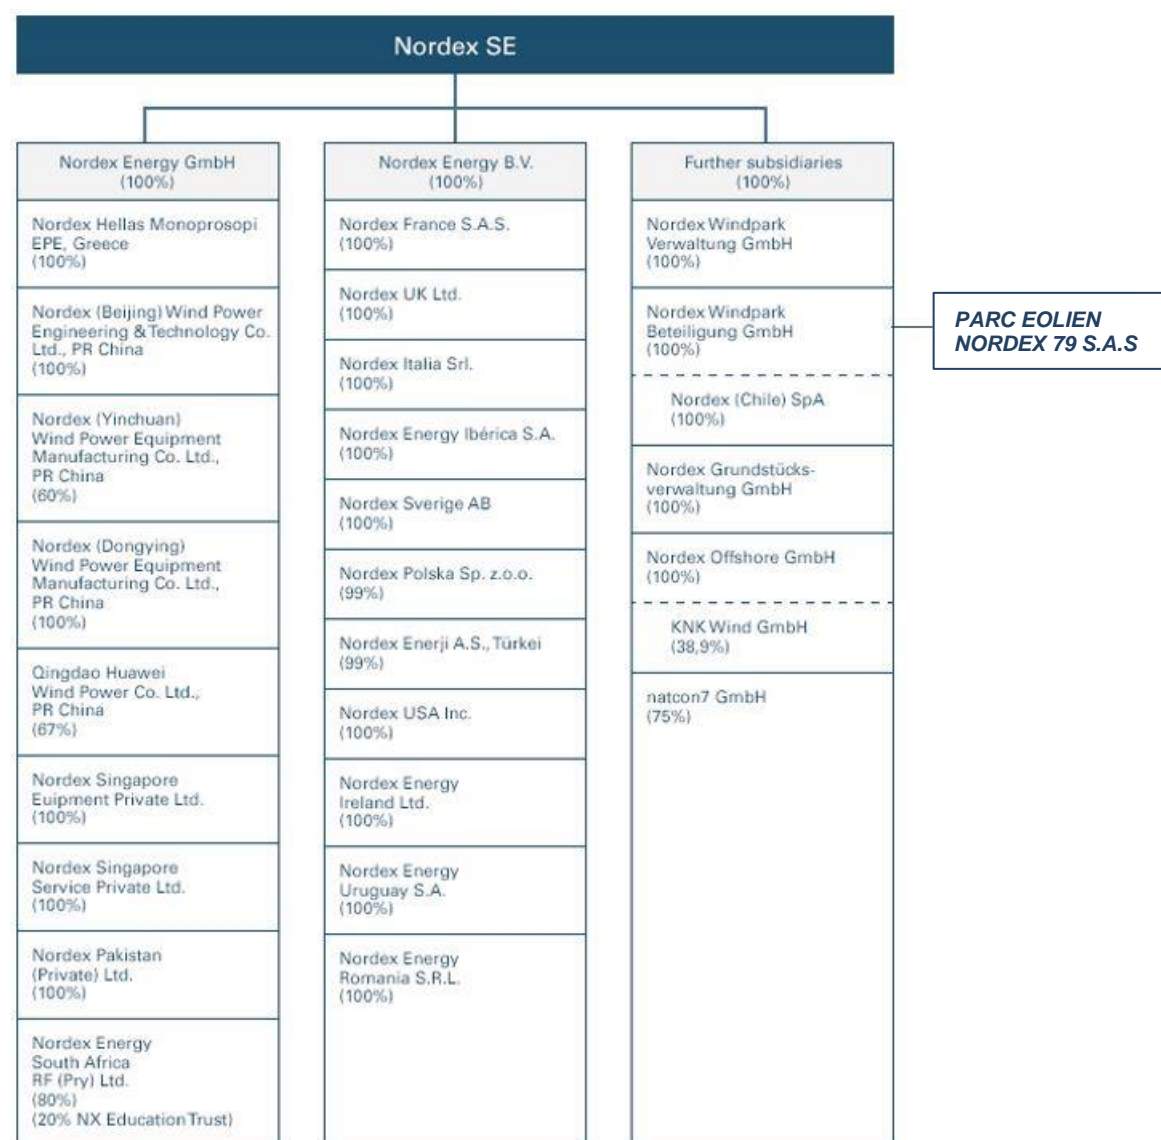 Nordex SE
Nordex Energy GmbH
(100%)
Nordex Hellas Monoprosopi
EPE, Greece
(100%)
Nordex (Beijing) Wind Power
Engineering & Technology Co.
Ltd., PR China
(100%)
Nordex (Yinchuan)
Wind Power Equipment
Manufacturing Co. Ltd.,
PR China
(60%)
Nordex (Dongying)
Wind Power Equipment
Manufacturing Co. Ltd.,
PR China
(100%)
Qingdao Huawei
Wind Power Co. Ltd.,
PR China
(67%)
Nordex Singapore
Euipment Private Ltd.
(100%)
Nordex Singapore
Service Private Ltd.
(100%)
Nordex Pakistan
(Private) Ltd.
(100%)
Nordex Energy
South Africa
RF (Pry) Ltd.
(80%)
(20% NX Education Trust)
Nordex Energy B.V.
(100%)
Nordex France S.A.S.
(100%)
Nordex UK Ltd.
(100%)
Nordex Italia Srl.
(100%)
Nordex Energy Ibérica S.A.
(100%)
Nordex Sverige AB
(100%)
Nordex Polska Sp. z.o.o.
(99%)
Nordex Enerji A.S., Türkei
(99%)
Nordex USA Inc.
(100%)
Nordex Energy
Ireland Ltd.
(100%)
Nordex Energy
Uruguay S.A.
(100%)
Nordex Energy
Romania S.R.L.
(100%)
Further subsidiaries
(100%)
Nordex Windpark
Verwaltung GmbH
(100%)
Nordex Windpark
Beteiligung GmbH
(100%)
Nordex (Chile) SpA
(100%)
Nordex Grundstücks-
verwaltung GmbH
(100%)
Nordex Offshore GmbH
(100%)
KNK Wind GmbH
(38,9%)
natcon7 GmbH
(75%)
PARC EOLIEN
NORDEX 79 S.A.S